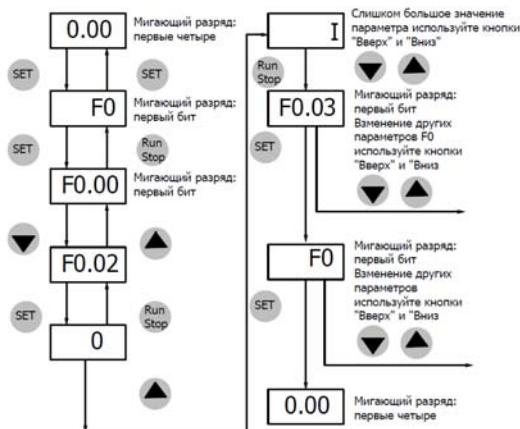 0.00
Мигающий разряд:
первые четыре
SET
SET
F0
Мигающий разряд:
первый бит
SET
Run
Stop
F0.00
Мигающий разряд:
первый бит
F0.02
SET
Run
Stop
0
I
Слишком большое значение
параметра используйте кнопки
"Вверх" и "Вниз"
Run
Stop
F0.03
Мигающий разряд:
первый бит
Взменение других
параметров F0
используйте кнопки
"Вверх" и "Вниз
SET
F0
Мигающий разряд:
первый бит
Взменение других
параметров
используйте кнопки
"Вверх" и "Вниз
SET
0.00
Мигающий разряд:
первые четыре